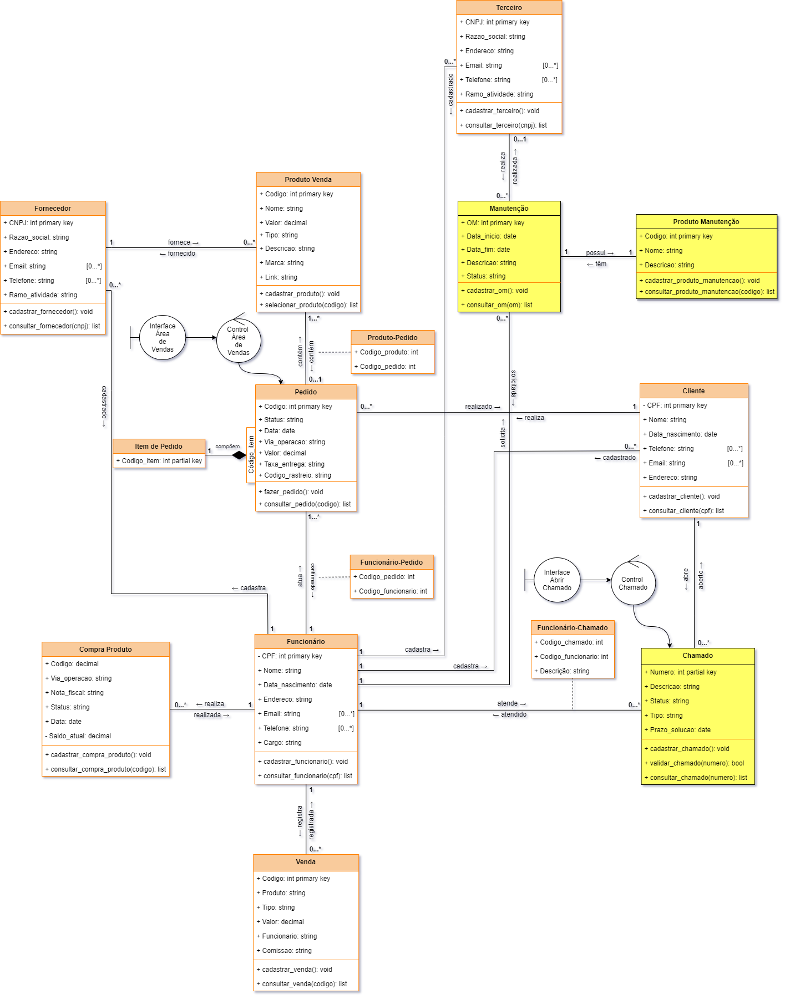 Terceiro
+ CNPJ: int primary key
+ Razao_social: string
+ Endereco: string
+ Email: string [0...*]
+ Telefone: string [0...*]
+ Ramo_atividade: string
+ cadastrar_terceiro(): void
+ consultar_terceiro(cnpj): list
0...*
← cadastrado
0...1
← realiza
realizada →
0...*
Produto Venda
+ Codigo: int primary key
+ Nome: string
+ Valor: decimal
+ Tipo: string
+ Descricao: string
+ Marca: string
+ Link: string
+ cadastrar_produto(): void
+ selecionar_produto(codigo): list
Fornecedor
+ CNPJ: int primary key
+ Razao_social: string
+ Endereco: string
+ Email: string [0...*]
+ Telefone: string [0...*]
+ Ramo_atividade: string
+ cadastrar_fornecedor(): void
+ consultar_fornecedor(cnpj): list
1
fornece →
0...*
← fornecido
0...*
cadastrado →
Manutenção
+ OM: int primary key
+ Data_inicio: date
+ Data_fim: date
+ Descricao: string
+ Status: string
+ cadastrar_om(): void
+ consultar_om(om): list
1
possui →
1
← têm
Produto Manutenção
+ Codigo: int primary key
+ Nome: string
+ Descricao: string
+ cadastrar_produto_manutencao(): void
+ consultar_produto_manutencao(codigo): list
Interface
Área
de
Vendas
Control
Área
de
Vendas
1...*
contém →
← contém
0...1
Produto-Pedido
+ Codigo_produto: int
+ Codigo_pedido: int
0...*
solicitada →
solicita →
Pedido
+ Codigo: int primary key
+ Status: string
+ Data: date
+ Via_operacao: string
+ Valor: decimal
+ Taxa_entrega: string
+ Codigo_rastreio: string
+ fazer_pedido(): void
+ consultar_pedido(codigo): list
Código_item
Item de Pedido
+ Codigo_item: int partial key
1
compõem
0...*
realizado →
1
← realiza
Cliente
- CPF: int primary key
+ Nome: string
+ Data_nascimento: date
+ Telefone: string [0...*]
+ Email: string [0...*]
+ Endereco: string
+ cadastrar_cliente(): void
+ consultar_cliente(cpf): list
0...*
← cadastrado
1
← abre
aberto →
0...*
1...*
atua →
confirmado →
1
Funcionário-Pedido
+ Codigo_pedido: int
+ Codigo_funcionario: int
Interface
Abrir
Chamado
Control
Chamado
← cadastra
1
Funcionário
- CPF: int primary key
+ Nome: string
+ Data_nascimento: date
+ Endereco: string
+ Email: string [0...*]
+ Telefone: string [0...*]
+ Cargo: string
+ cadastrar_funcionario(): void
+ consultar_funcionario(cpf): list
1
cadastra →
1
cadastra →
1
1
atende →
0...*
← atendido
Funcionário-Chamado
+ Codigo_chamado: int
+ Codigo_funcionario: int
+ Descrição: string
Chamado
+ Numero: int partial key
+ Descricao: string
+ Status: string
+ Tipo: string
+ Prazo_solucao: date
+ cadastrar_chamado(): void
+ validar_chamado(numero): bool
+ consultar_chamado(numero): list
Compra Produto
+ Codigo: decimal
+ Via_operacao: string
+ Nota_fiscal: string
+ Status: string
+ Data: date
- Saldo_atual: decimal
+ cadastrar_compra_produto(): void
+ consultar_compra_produto(codigo): list
0...*
← realiza
1
realizada →
1
← registra
registrada →
0...*
Venda
+ Codigo: int primary key
+ Produto: string
+ Tipo: string
+ Valor: decimal
+ Funcionario: string
+ Comissao: string
+ cadastrar_venda(): void
+ consultar_venda(codigo): list